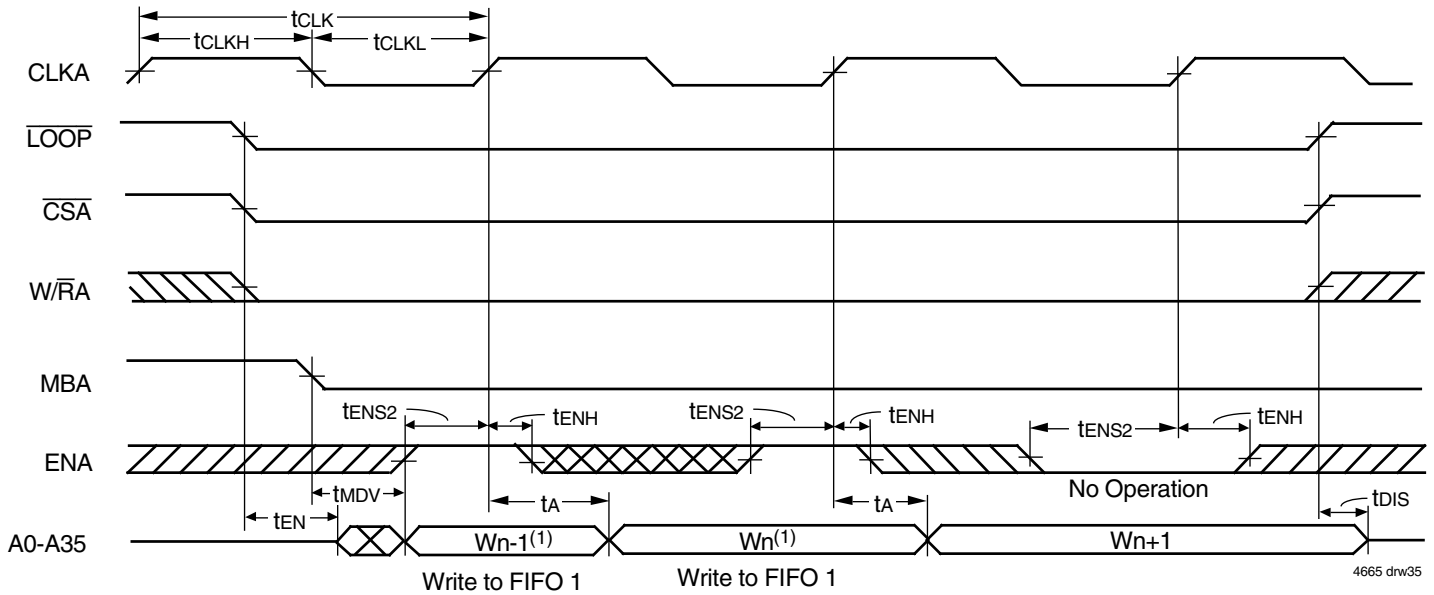 tCLK
tCLKH tCLKL
CLKA
LOOP
CSA
W/RA
MBA
tENS2 tENH tENS2 tENH tENS2 tENH
ENA
No Operation
tMDV tA tA tDIS
tEN
A0-A35 Wn-1(1) Wn(1) Wn+1
Write to FIFO 1 Write to FIFO 1
4665 drw35